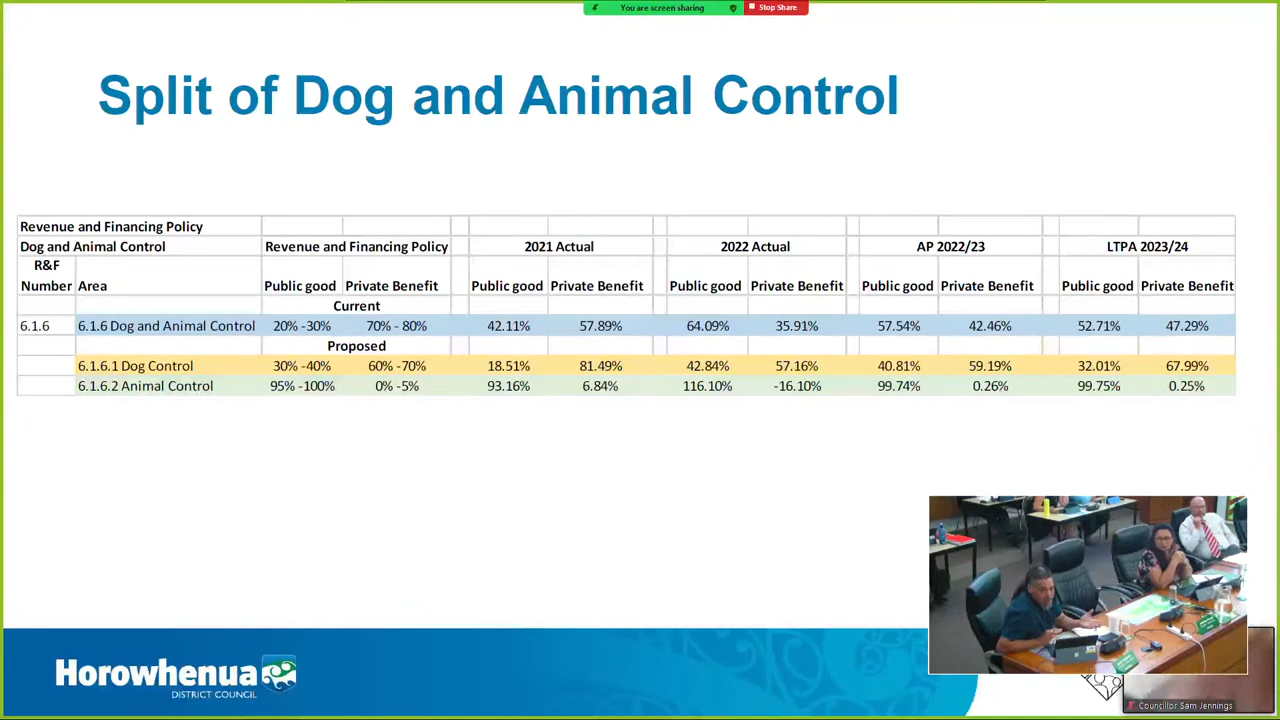 You are screen sharing Stop Share
Split of Dog and Animal Control
Revenue and Financing Policy
Dog and Animal Control Revenue and Financing Policy 2021 Actual 2022 Actual AP 2022/23 LTPA 2023/24
R&F
Number Area Public good Private Benefit Public good Private Benefit Public good Private Benefit Public good Private Benefit Public good Private Benefit
Current
6.1.6 6.1.6 Dog and Animal Control 20% -30% 70% - 80% 42.11% 57.89% 64.09% 35.91% 57.54% 42.46% 52.71% 47.29%
Proposed
6.1.6.1 Dog Control 30% -40% 60% -70% 18.51% 81.49% 42.84% 57.16% 40.81% 59.19% 32.01% 67.99%
6.1.6.2 Animal Control 95% -100% 0% -5% 93.16% 6.84% 116.10% -16.10% 99.74% 0.26% 99.75% 0.25%
Horowhenua
DISTRICT COUNCIL
Councillor Sam Jennings